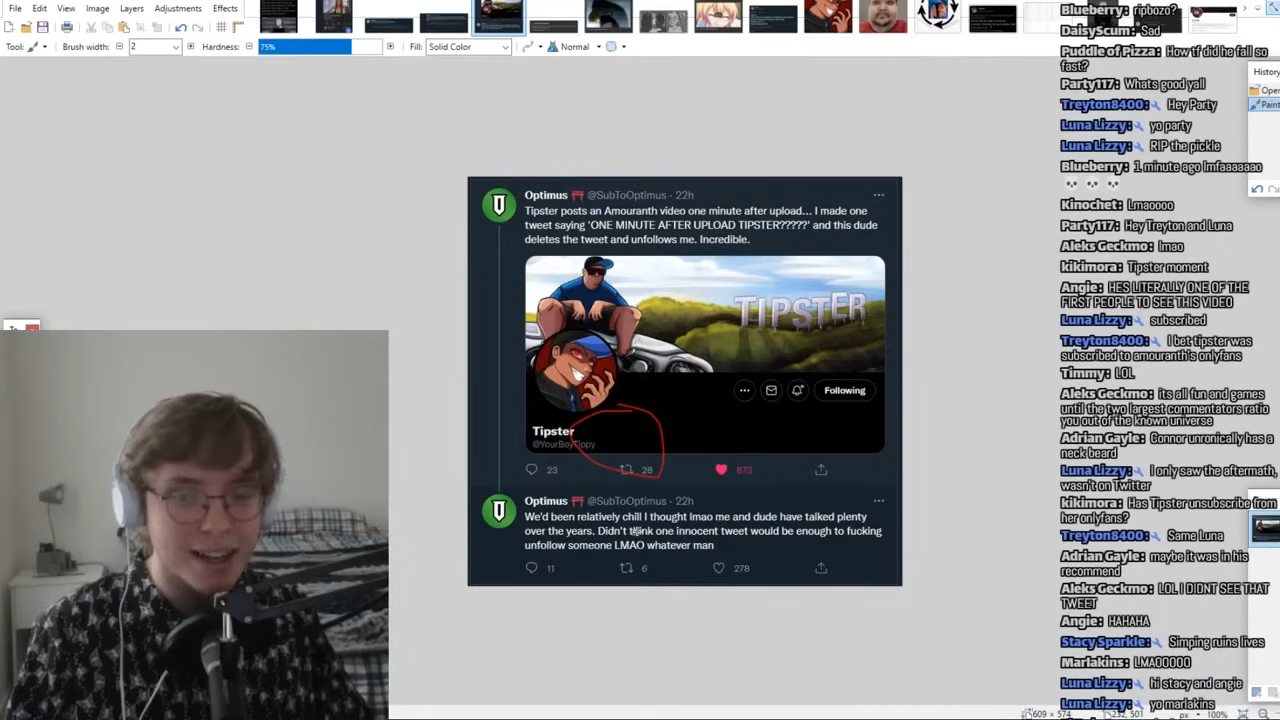 Edit View Image Layers Adjustments Effects
Tool: Brush width: 2 Hardness: 75% Fill: Solid Color Normal
Optimus ⛩ @SubToOptimus · 22h
Tipster posts an Amouranth video one minute after upload... I made one
tweet saying 'ONE MINUTE AFTER UPLOAD TIPSTER?????' and this dude
deletes the tweet and unfollows me. Incredible.
TIPSTER
Following
Tipster
@YourBoyTippy
23 28 673
Optimus ⛩ @SubToOptimus · 22h
We'd been relatively chill I thought lmao me and dude have talked plenty
over the years. Didn't think one innocent tweet would be enough to fucking
unfollow someone LMAO whatever man
11 6 278
Blueberry: ripbozo?
DaisyScum: Sad
Puddle of Pizza: How tf did he fall so
fast?
Party117: Whats good yall
Treyton8400: Hey Party
Luna Lizzy: yo party
Luna Lizzy: RIP the pickle
Blueberry: 1 minute ago lmfaaaaaao
💀 💀 💀
Kinochet: Lmaoooo
Party117: Hey Treyton and Luna
Aleks Geckmo: lmao
kikimora: Tipster moment
Angie: HES LITERALLY ONE OF THE
FIRST PEOPLE TO SEE THIS VIDEO
Luna Lizzy: subscribed
Treyton8400: I bet tipster was
subscribed to amouranth's onlyfans
Timmy: LOL
Aleks Geckmo: its all fun and games
until the two largest commentators ratio
you out of the known universe
Adrian Gayle: Connor unronically has a
neck beard
Luna Lizzy: I only saw the aftermath,
wasn't on Twitter
kikimora: Has Tipster unsubscribe from
her onlyfans?
Treyton8400: Same Luna
Adrian Gayle: maybe it was in his
recommend
Aleks Geckmo: LOL I DIDNT SEE THAT
TWEET
Angie: HAHAHA
Stacy Sparkle: Simping ruins lives
Marlakins: LMAOOOOO
Luna Lizzy: hi stacy and angie
Luna Lizzy: yo marlakins
609 × 574 232, 501 px 100%